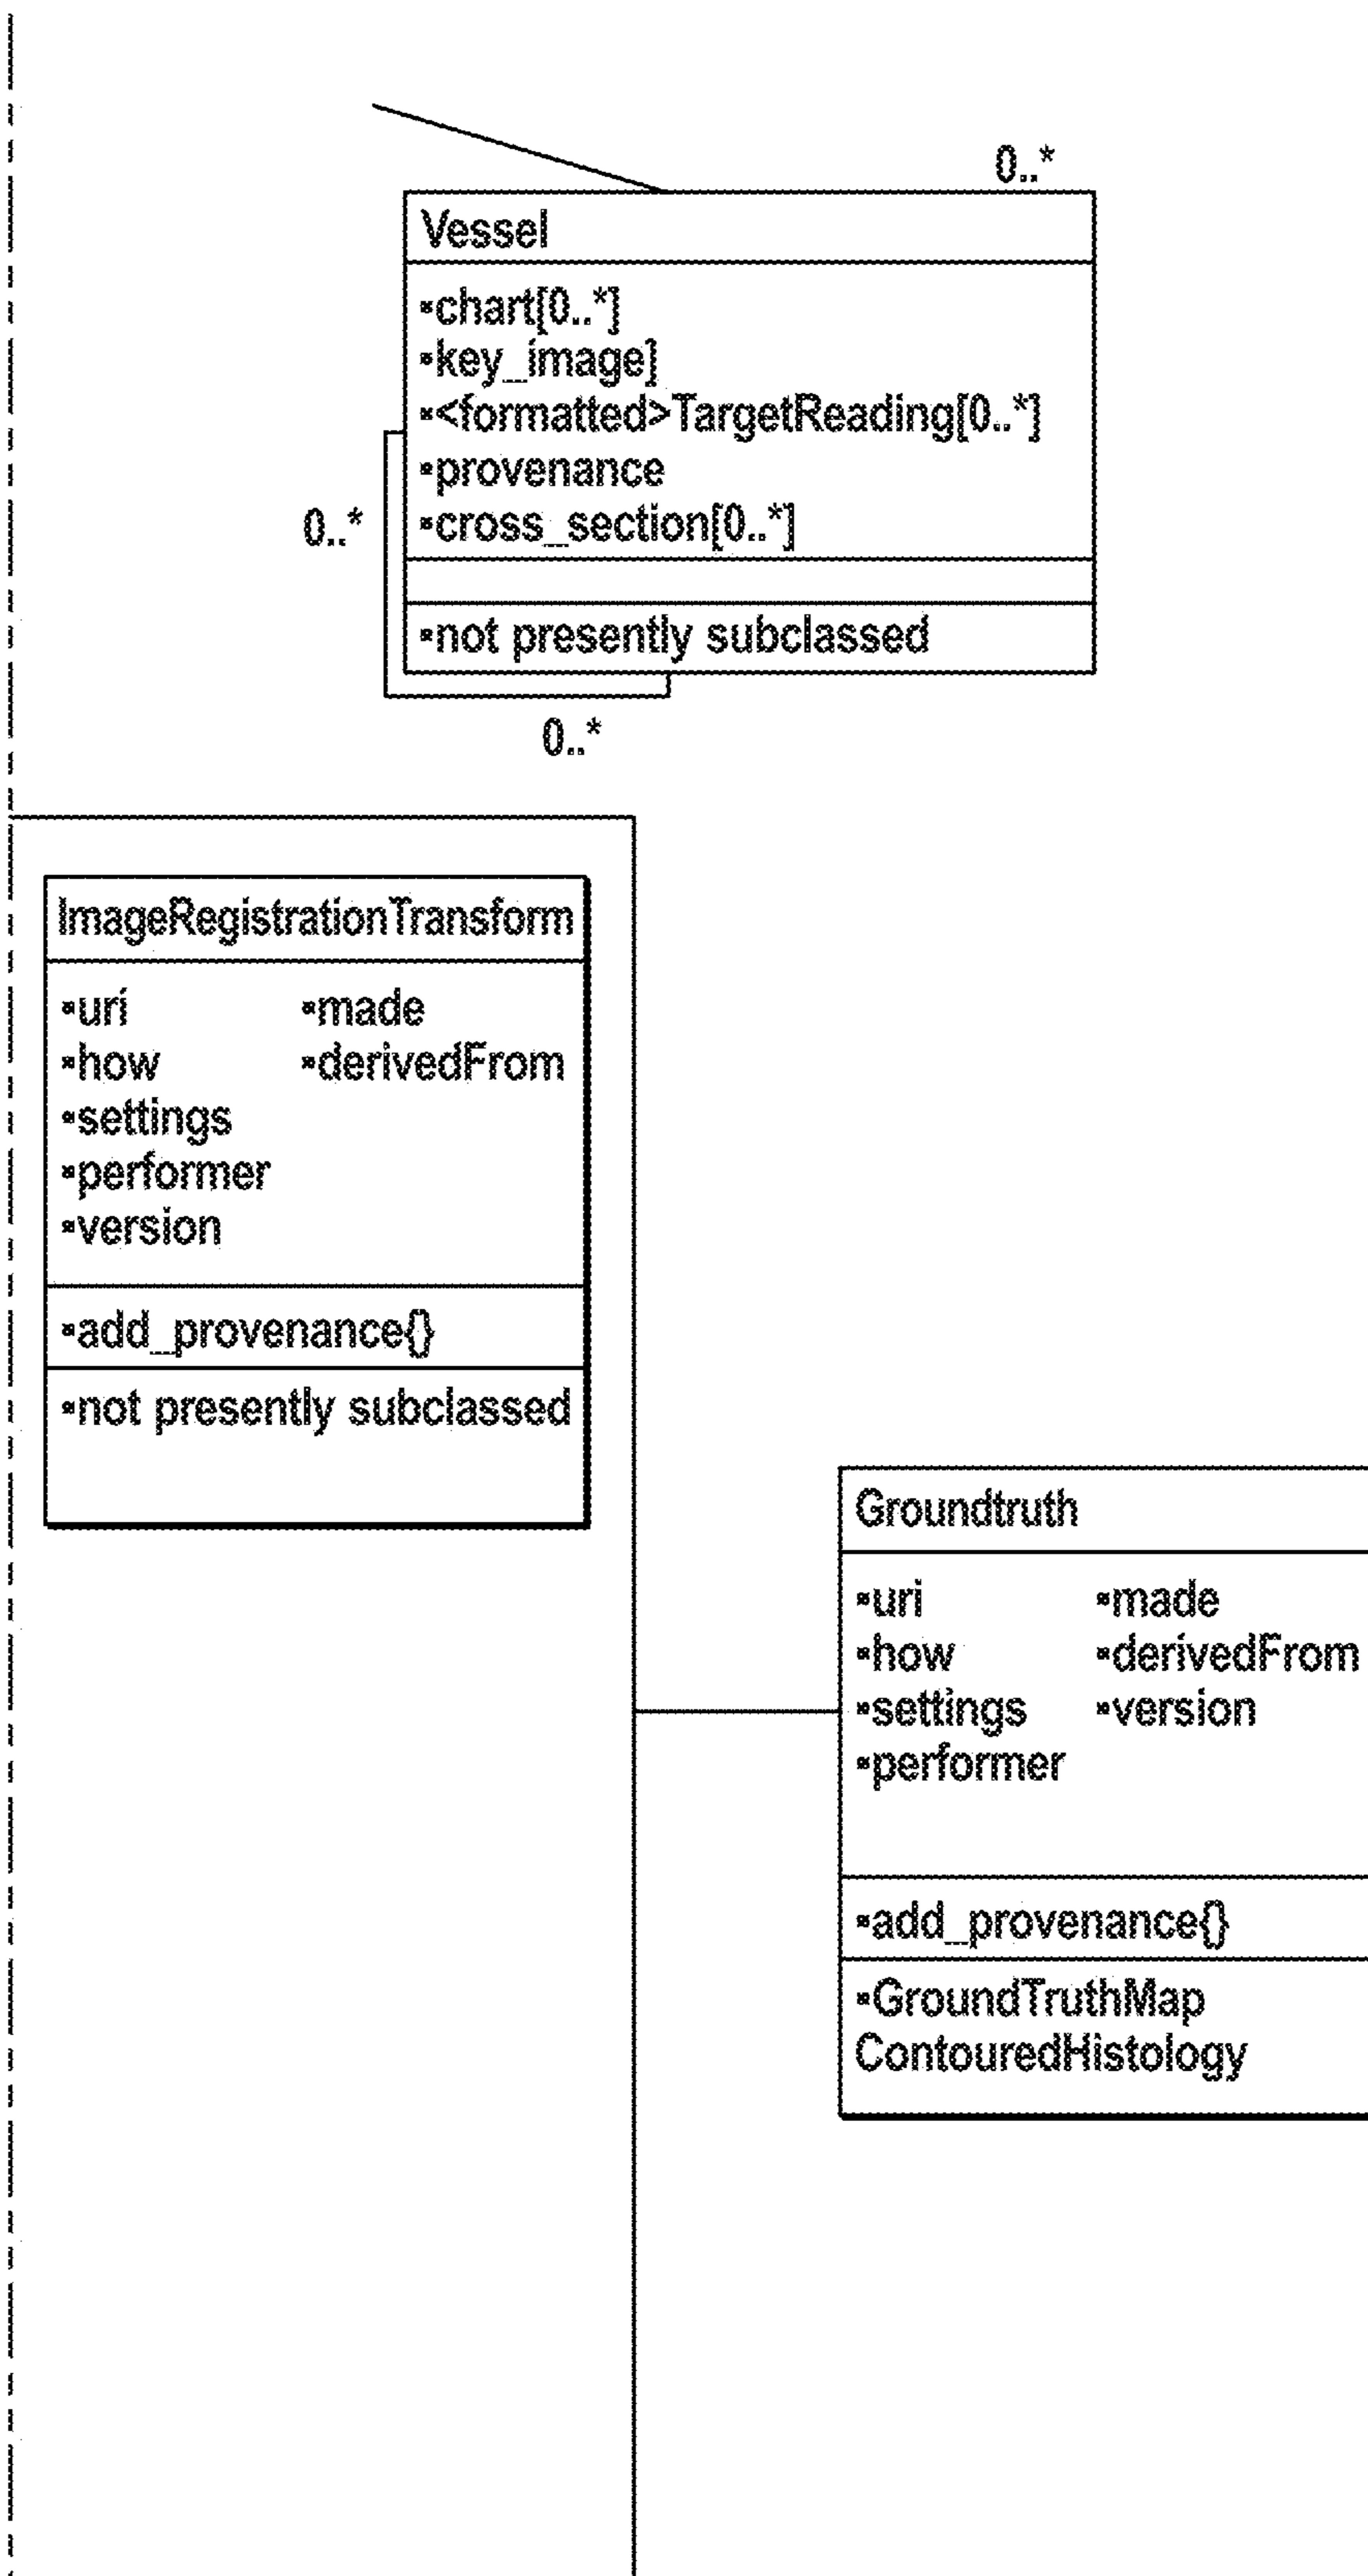 0..*
Vessel
▪chart[0..*]
▪key_image]
▪<formatted>TargetReading[0..*]
▪provenance
▪cross_section[0..*]
0..*
▪not presently subclassed
0..*
ImageRegistrationTransform
▪uri ▪made
▪how ▪derivedFrom
▪settings
▪performer
▪version
▪add_provenance{}
▪not presently subclassed
Groundtruth
▪uri ▪made
▪how ▪derivedFrom
▪settings ▪version
▪performer
▪add_provenance{}
▪GroundTruthMap
ContouredHistology